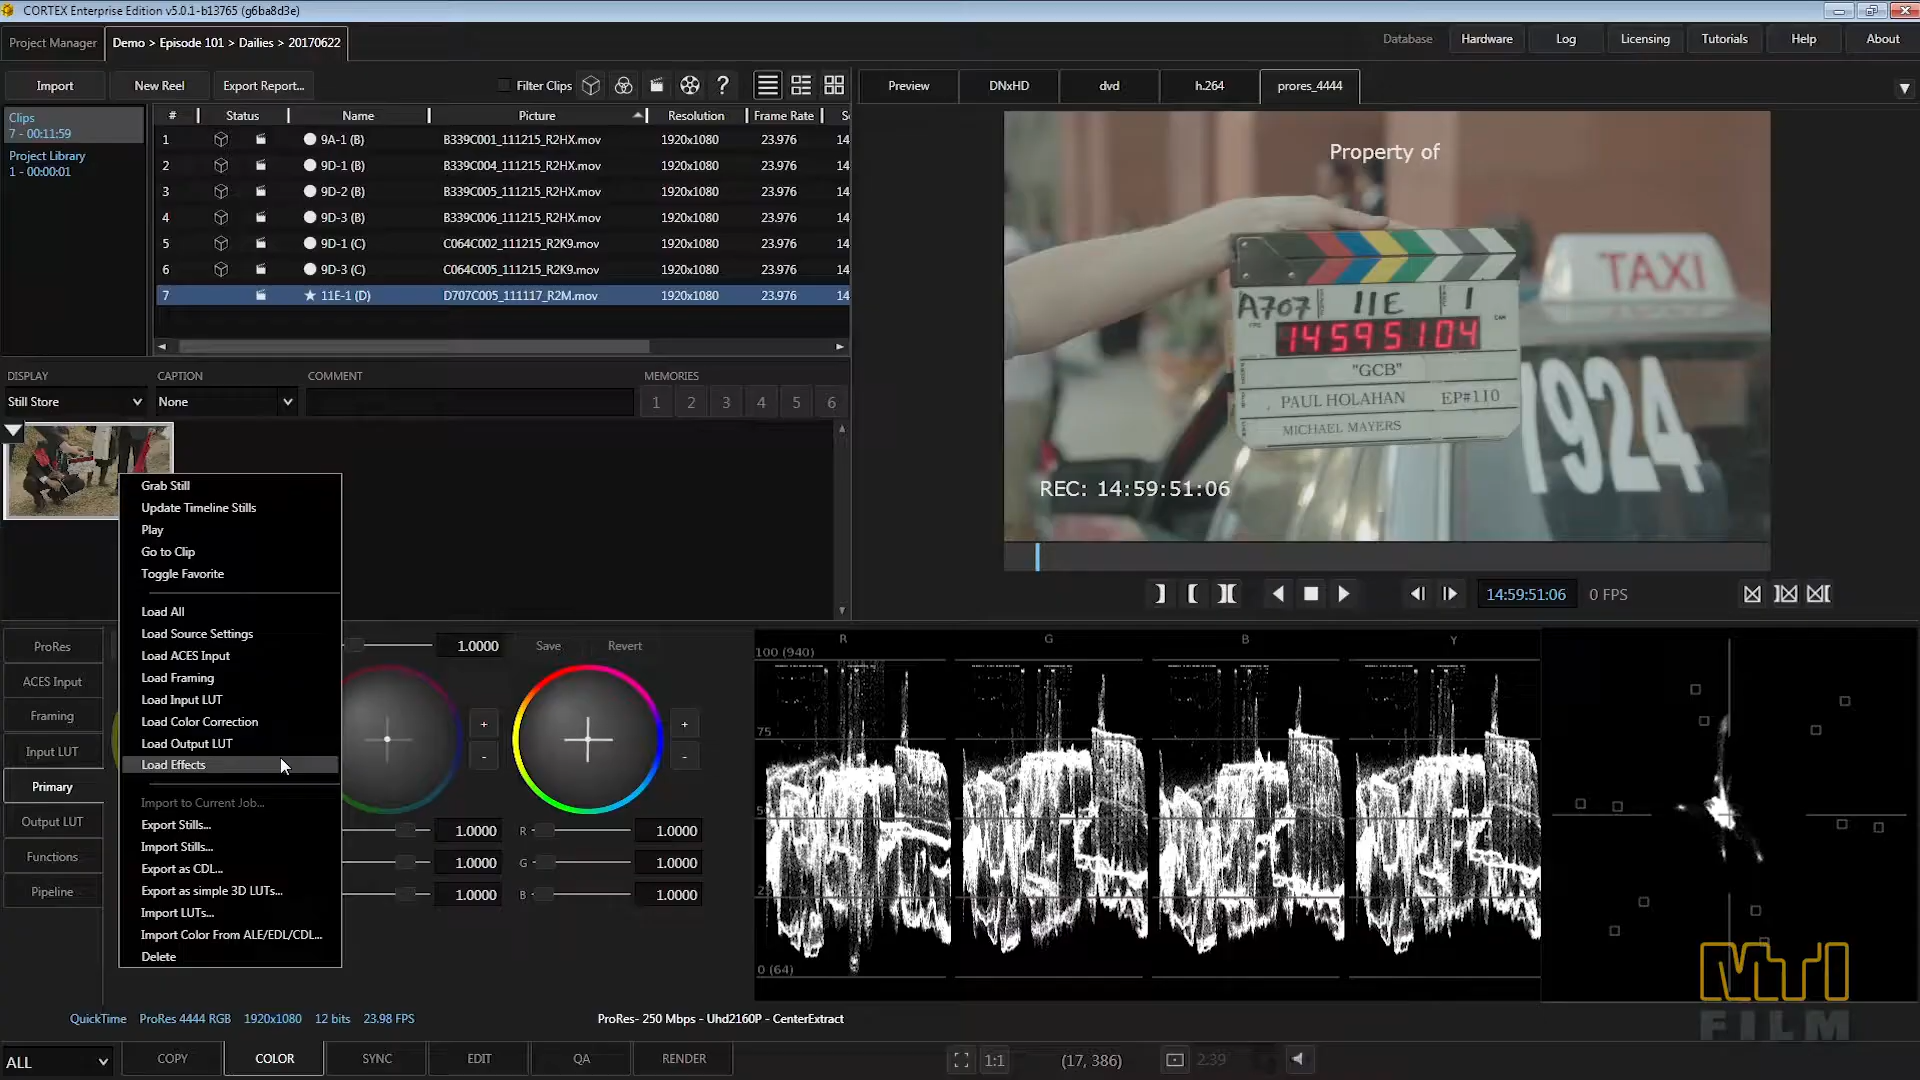 CORTEX Enterprise Edition v5.0.1-b13765 (g6ba8d3e)
Project Manager
Demo > Episode 101 > Dailies > 20170622
Database
Hardware
Log
Licensing
Tutorials
Help
About
Import
New Reel
Export Report...
Filter Clips
Preview
DNxHD
dvd
h.264
prores_4444
Clips
7 - 00:11:59
Project Library
1 - 00:00:01
# Status Name Picture Resolution Frame Rate
1 9A-1 (B) B339C001_111215_R2HX.mov 1920x1080 23.976 14
2 9D-1 (B) B339C004_111215_R2HX.mov 1920x1080 23.976 14
3 9D-2 (B) B339C005_111215_R2HX.mov 1920x1080 23.976 14
4 9D-3 (B) B339C006_111215_R2HX.mov 1920x1080 23.976 14
5 9D-1 (C) C064C002_111215_R2K9.mov 1920x1080 23.976 14
6 9D-3 (C) C064C005_111215_R2K9.mov 1920x1080 23.976 14
7 11E-1 (D) D707C005_111117_R2M.mov 1920x1080 23.976 14
Property of
TAXI
A707 11E 1
14595104
"GCB"
PAUL HOLAHAN EP#110
MICHAEL MAYERS
1924
REC: 14:59:51:06
DISPLAY
CAPTION
COMMENT
MEMORIES
Still Store
None
1 2 3 4 5 6
14:59:51:06
0 FPS
Grab Still
Update Timeline Stills
Play
Go to Clip
Toggle Favorite
Load All
Load Source Settings
Load ACES Input
Load Framing
Load Input LUT
Load Color Correction
Load Output LUT
Load Effects
Import to Current Job...
Export Stills...
Import Stills...
Export as CDL...
Export as simple 3D LUTs...
Import LUTs...
Import Color From ALE/EDL/CDL...
Delete
ProRes
ACES Input
Framing
Input LUT
Primary
Output LUT
Functions
Pipeline
1.0000
Save
Revert
+
-
+
-
1.0000 R 1.0000
1.0000 G 1.0000
1.0000 B 1.0000
R G B Y
100 (940)
75
0 (64)
MTI
FILM
QuickTime ProRes 4444 RGB 1920x1080 12 bits 23.98 FPS
ProRes- 250 Mbps - Uhd2160P - CenterExtract
ALL
COPY
COLOR
SYNC
EDIT
QA
RENDER
1:1
(17, 386)
2:39